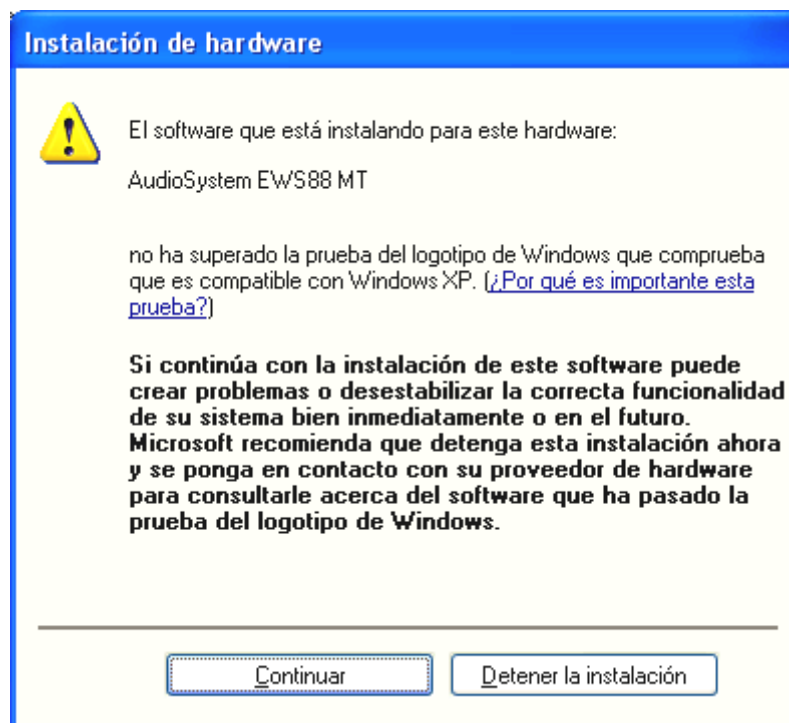 Instalación de hardware
El software que está instalando para este hardware:
AudioSystem EWS88 MT
no ha superado la prueba del logotipo de Windows que comprueba
que es compatible con Windows XP. (¿Por qué es importante esta
prueba?)
Si continúa con la instalación de este software puede
crear problemas o desestabilizar la correcta funcionalidad
de su sistema bien inmediatamente o en el futuro.
Microsoft recomienda que detenga esta instalación ahora
y se ponga en contacto con su proveedor de hardware
para consultarle acerca del software que ha pasado la
prueba del logotipo de Windows.
Continuar
Detener la instalación